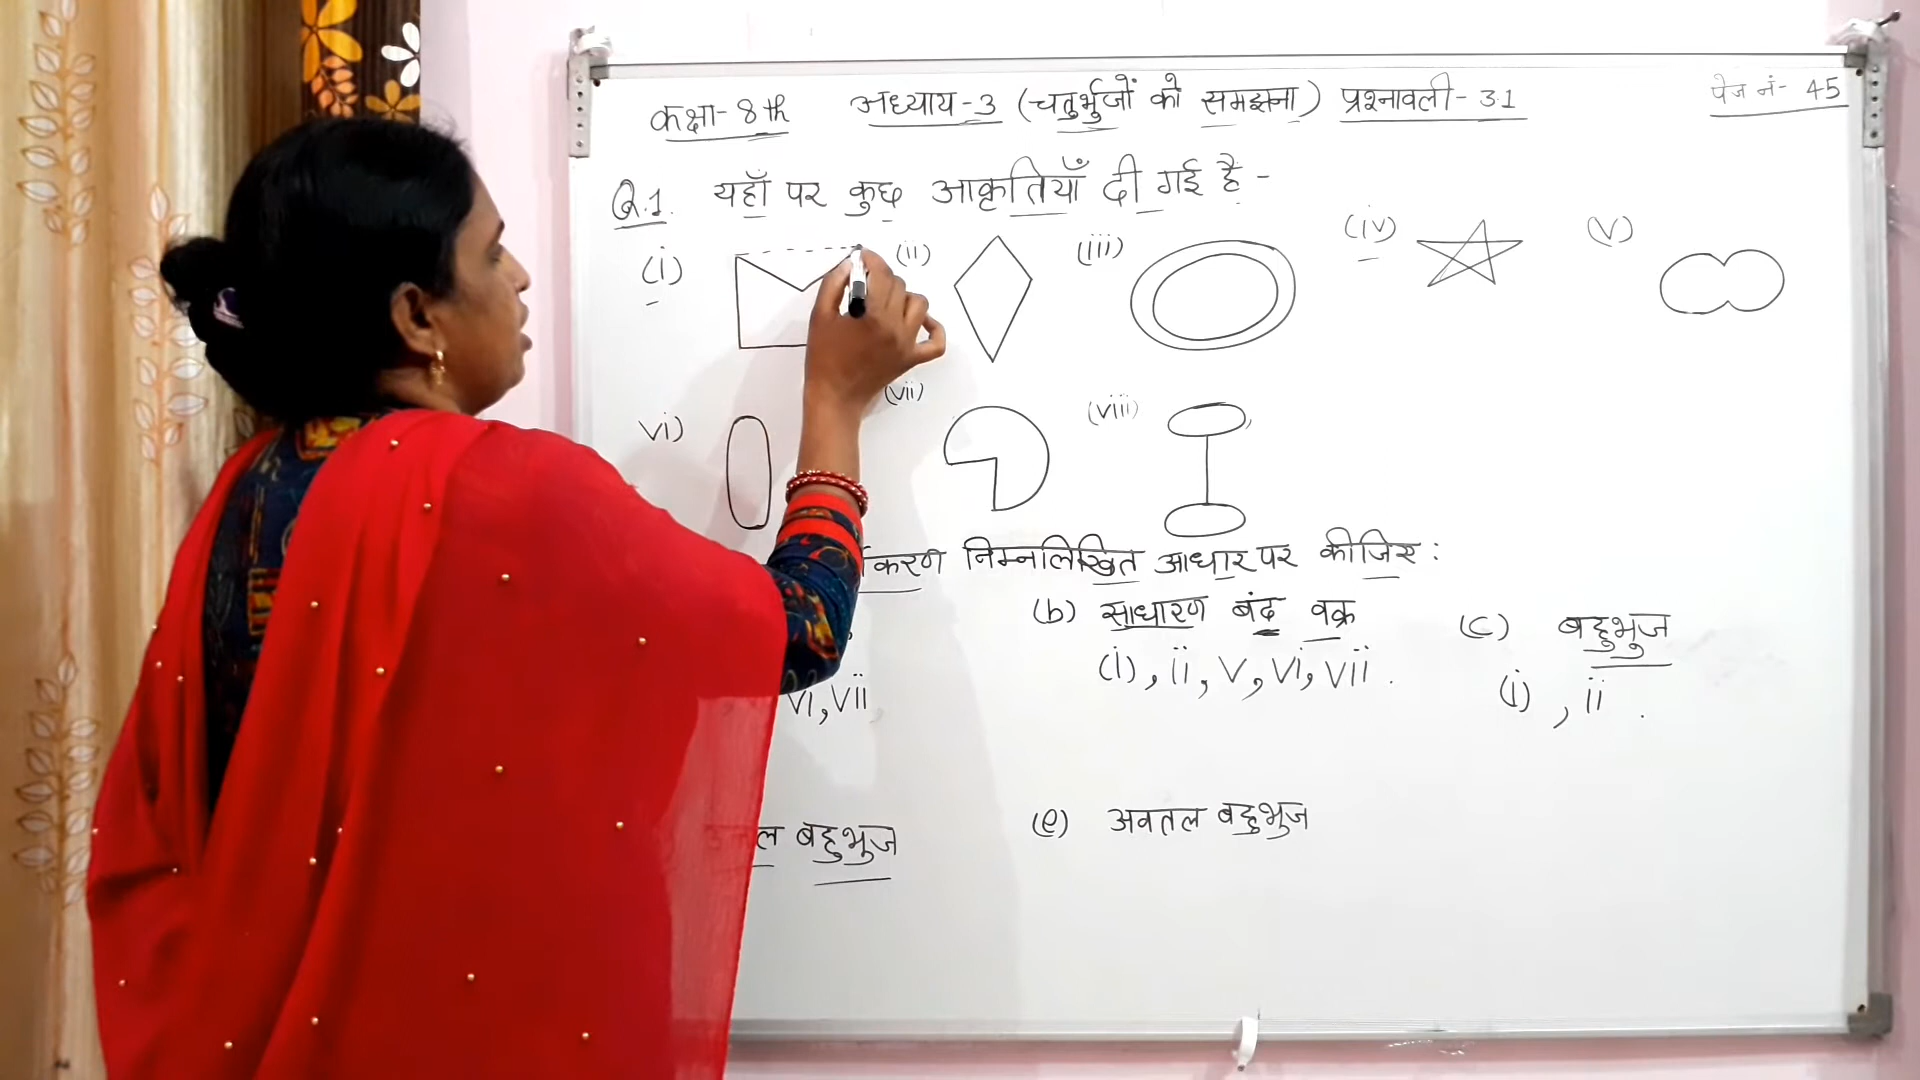 कक्षा- 8th अध्याय-3 (चतुर्भुजों को समझना) प्रश्नावली- 3.1 पेज नं- 45
Q.1. यहाँ पर कुछ आकृतियाँ दी गई है -
(i) (ii) (iii) (iv) (v)
vi) (vii) (viii)
करण निम्नलिखित आधार पर कीजिए :
(b) साधारण बंद वक्र (c) बहुभुज
vi, vii (i), ii, v, vi, vii. (i), ii.
ल बहुभुज (e) अवतल बहुभुज